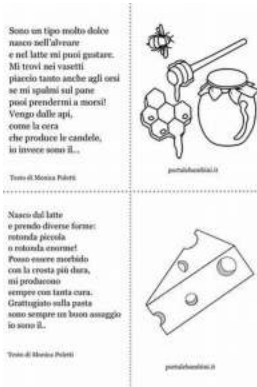 Sono un tipo molto dolce
nasco nell'alveare
e nel latte mi puoi gustare.
Mi trovi nei vasetti
piaccio tanto anche agli orsi
se mi spalmi sul pane
puoi prendermi a morsi!
Vengo dalle api,
come la cera
che produce le candele,
io invece sono il...
Testo di Monica Poletti
portalebambini.it
Nasco dal latte
e prendo diverse forme:
rotonda piccola
o rotonda enorme!
Posso essere morbido
con la crosta più dura,
mi producono
sempre con tanta cura.
Grattugiato sulla pasta
sono sempre un buon assaggio
io sono il..
Testo di Monica Poletti
portalebambini.it